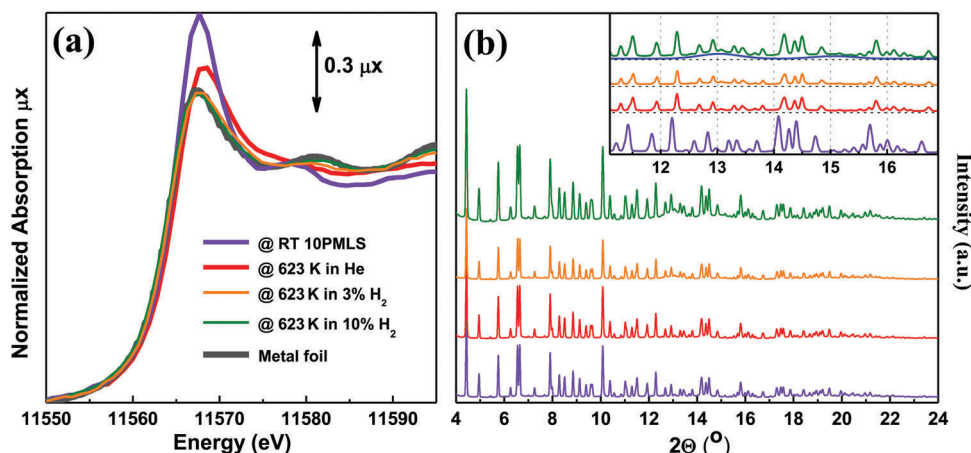 (a)
0.3 µx
Normalized Absorption µx
@ RT 10PMLS
@ 623 K in He
@ 623 K in 3% H₂
@ 623 K in 10% H₂
Metal foil
11550 11560 11570 11580 11590
Energy (eV)
(b)
12 13 14 15 16
Intensity (a.u.)
4 6 8 10 12 14 16 18 20 22 24
2Θ (º)